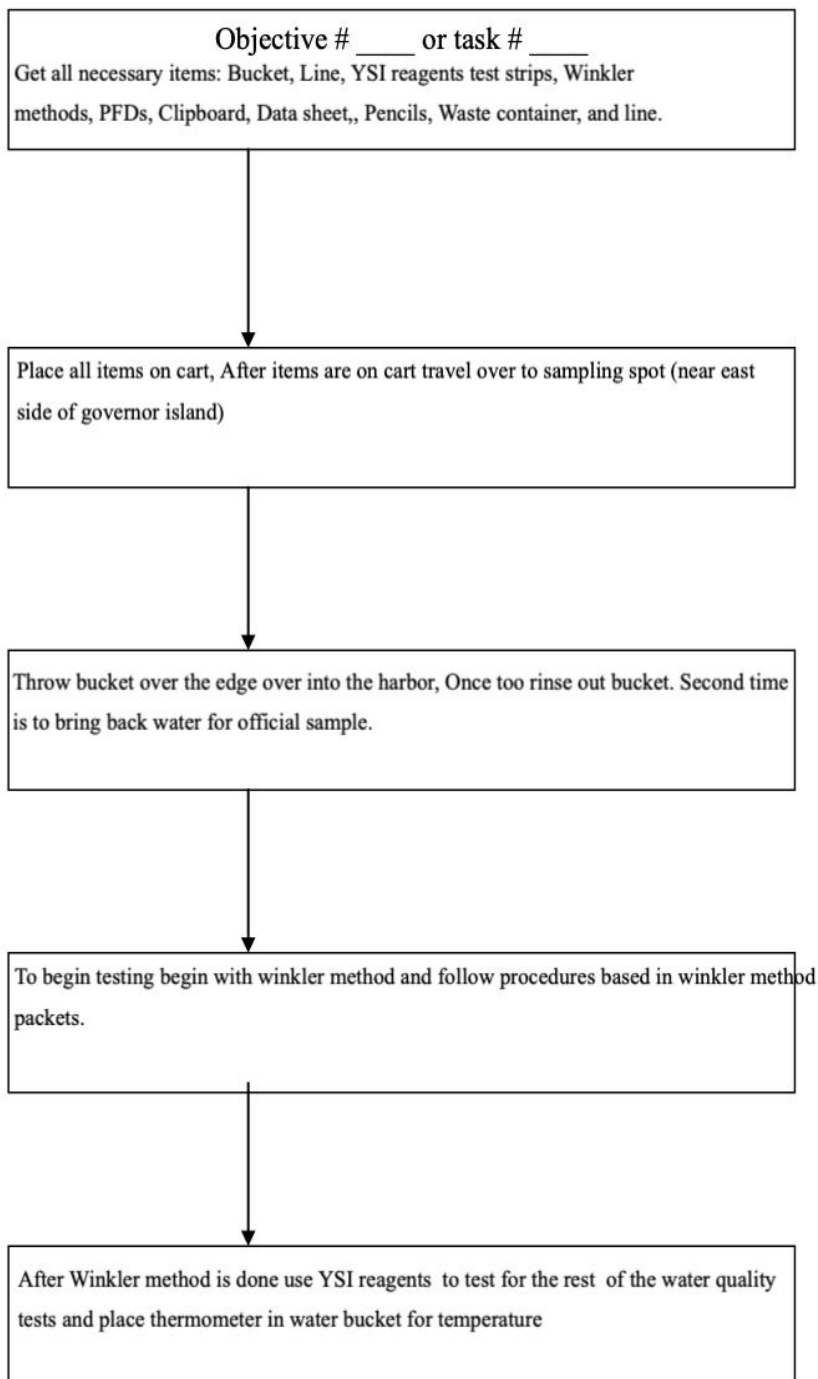 Objective # ____ or task # ____
Get all necessary items: Bucket, Line, YSI reagents test strips, Winkler
methods, PFDs, Clipboard, Data sheet,, Pencils, Waste container, and line.
Place all items on cart, After items are on cart travel over to sampling spot (near east
side of governor island)
Throw bucket over the edge over into the harbor, Once too rinse out bucket. Second time
is to bring back water for official sample.
To begin testing begin with winkler method and follow procedures based in winkler method
packets.
After Winkler method is done use YSI reagents to test for the rest of the water quality
tests and place thermometer in water bucket for temperature